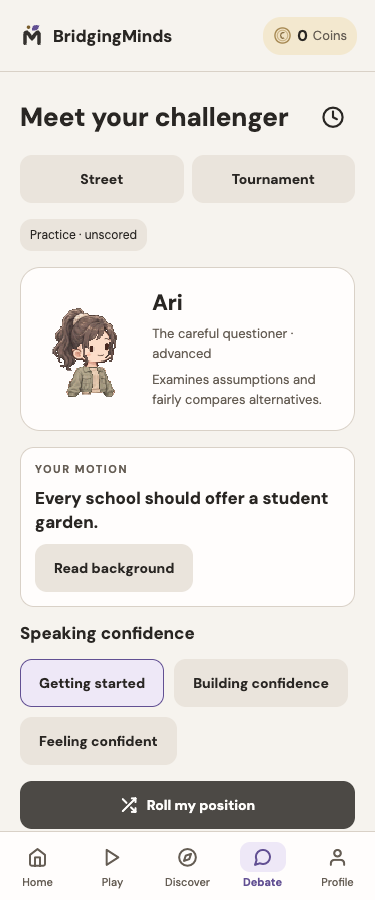 BridgingMinds
0 Coins
Meet your challenger
Street
Tournament
Practice · unscored
Ari
The careful questioner ·
advanced
Examines assumptions and
fairly compares alternatives.
YOUR MOTION
Every school should offer a student
garden.
Read background
Speaking confidence
Getting started
Building confidence
Feeling confident
Roll my position
Home
Play
Discover
Debate
Profile